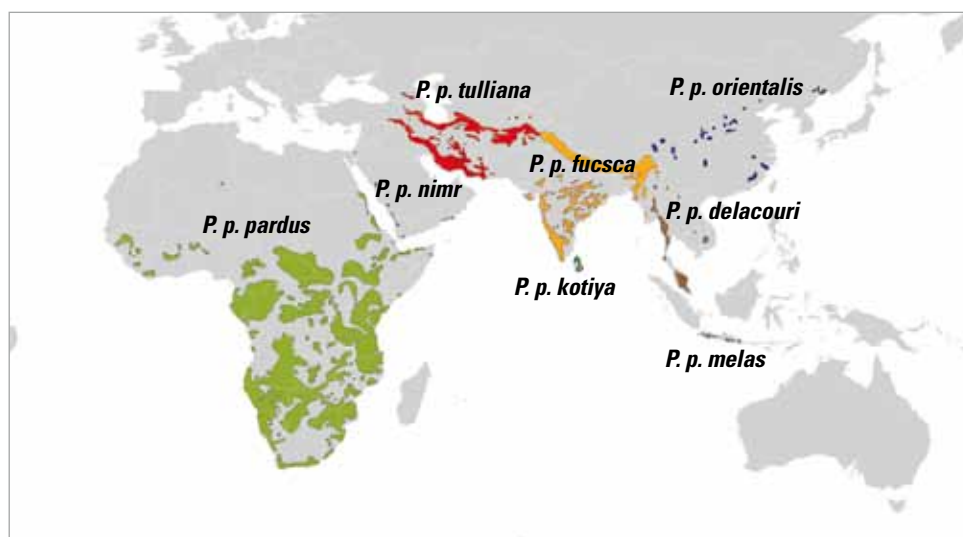 P. p. tulliana
P. p. orientalis
P. p. fucsca
P. p. nimr
P. p. delacouri
P. p. pardus
P. p. kotiya
P. p. melas